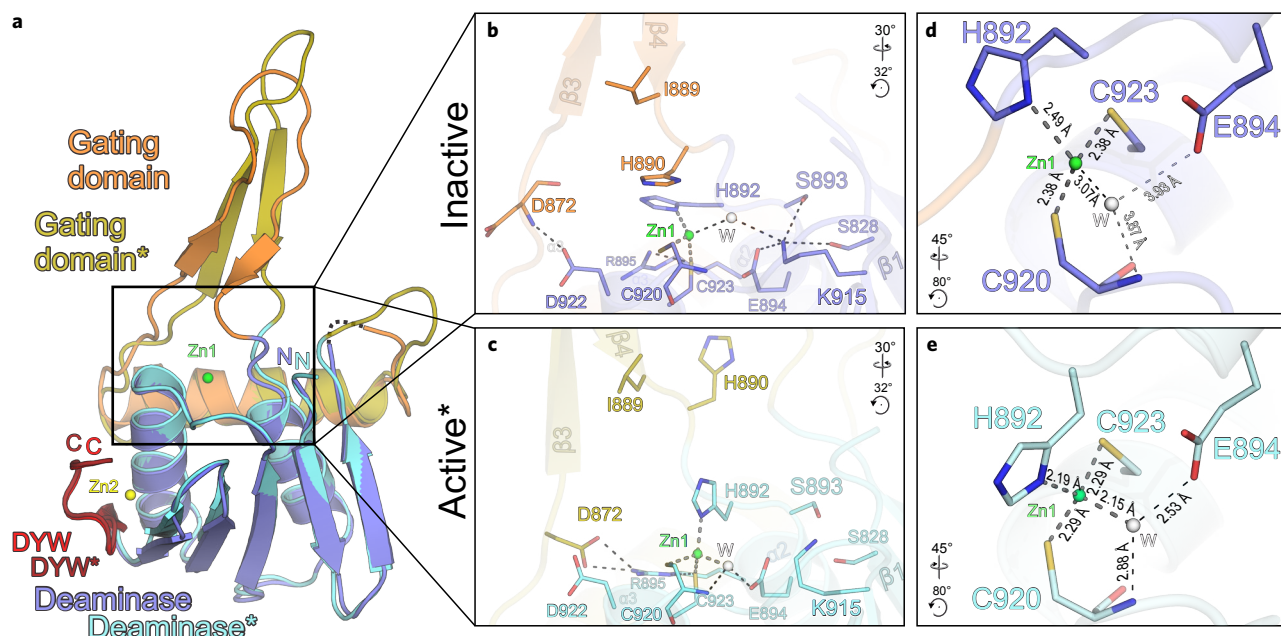 a
Gating
domain
Gating
domain*
Zn1
N
N
C
C
Zn2
DYW
DYW*
Deaminase
Deaminase*
Inactive
b
β3
β4
I889
30°
32°
H890
H892
S893
D872
Zn1
W
S828
α3
R895
α2
β1
D922
C920
C923
E894
K915
Active*
c
β4
I889
H890
30°
32°
β3
H892
S893
D872
Zn1
W
α2
S828
R895
β1
D922
α3
C920
C923
E894
K915
d
H892
C923
E894
2.49 Å
2.38 Å
Zn1
2.38 Å
3.07Å
3.93 Å
W
3.87 Å
45°
80°
C920
e
H892
C923
E894
2.19 Å
2.29 Å
2.15 Å
Zn1
2.29 Å
2.53 Å
W
2.88 Å
45°
80°
C920